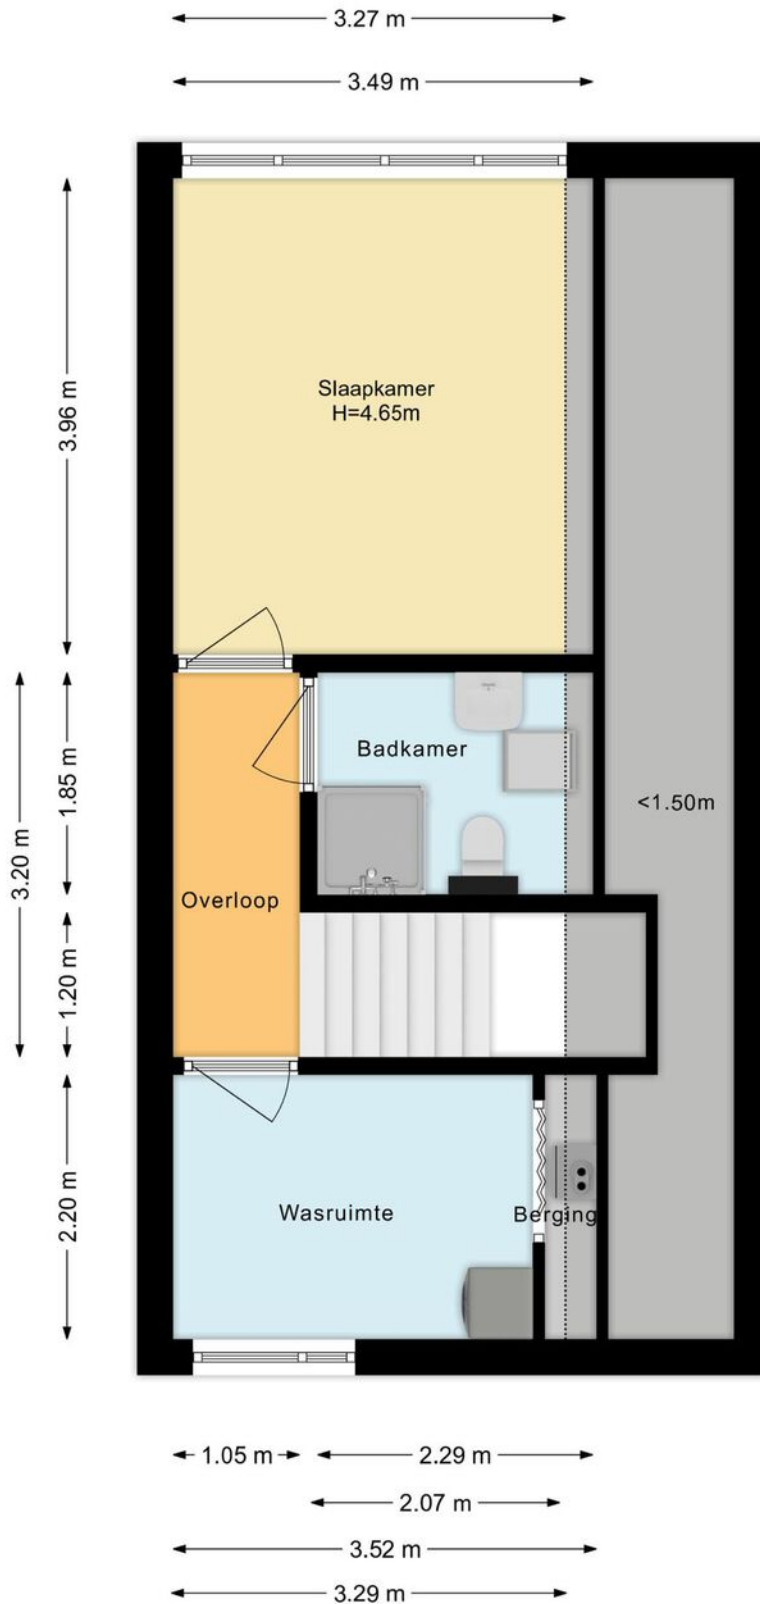 3.27 m
3.49 m
3.96 m
Slaapkamer
H=4.65m
1.85 m
Badkamer
<1.50m
3.20 m
Overloop
1.20 m
2.20 m
Wasruimte
Berging
1.05 m
2.29 m
2.07 m
3.52 m
3.29 m